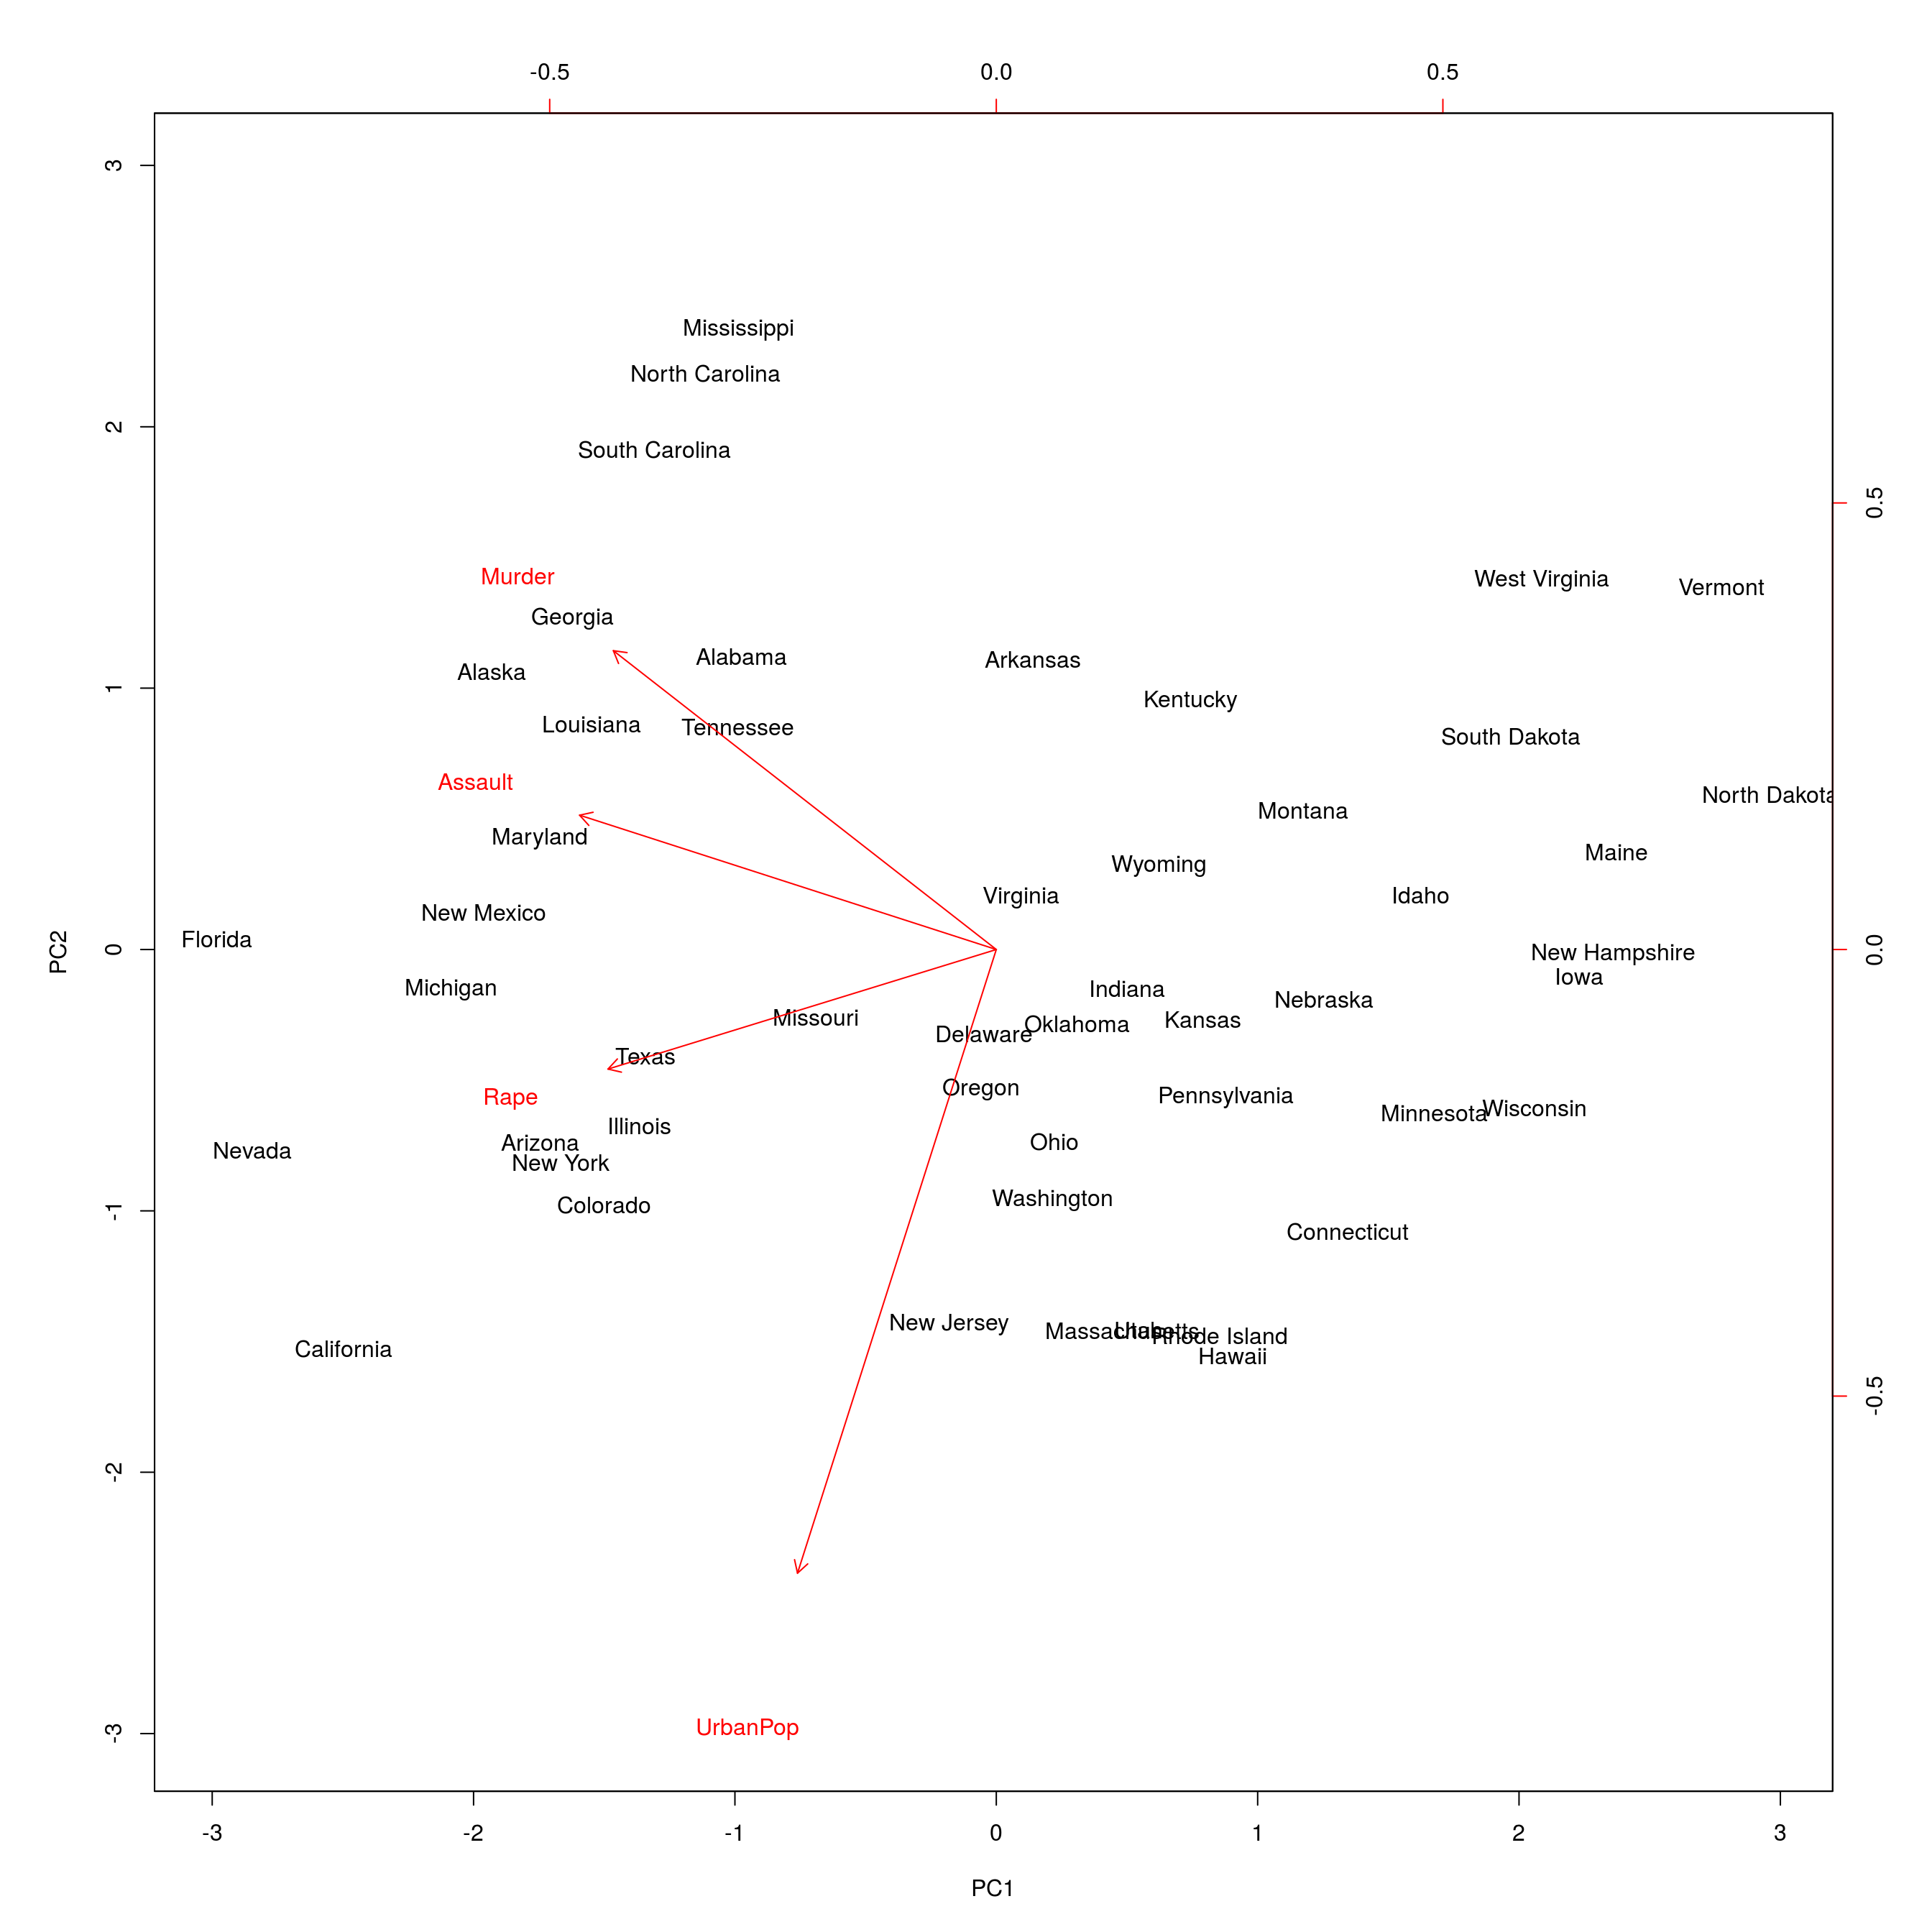 -0.5 0.0 0.5
3
Mississippi
North Carolina
2
South Carolina
0.5
Murder
West Virginia
Vermont
Georgia
Alabama
Arkansas
Alaska
1
Kentucky
Louisiana
Tennessee
South Dakota
Assault
North Dakota
Montana
Maryland
Maine
Wyoming
Virginia
Idaho
New Mexico
Florida
PC2
0
0.0
New Hampshire
Iowa
Michigan
Indiana
Nebraska
Missouri
Kansas
Oklahoma
Delaware
Texas
Oregon
Rape
Pennsylvania
Wisconsin
Minnesota
Illinois
Arizona
Ohio
Nevada
New York
Washington
Colorado
-1
Connecticut
New Jersey
Massachusetts
Utah
Rhode Island
California
Hawaii
-0.5
-2
UrbanPop
-3
-3 -2 -1 0 1 2 3
PC1